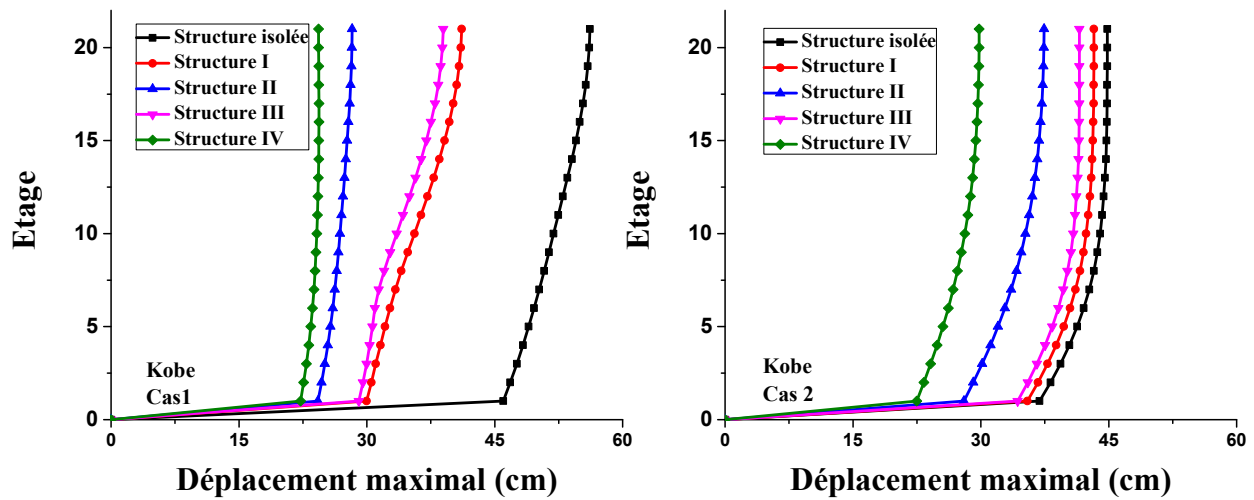 Structure isolée
Structure I
Structure II
Structure III
Structure IV
Kobe
Cas1
Etage
20
15
10
5
0
0 15 30 45 60
Déplacement maximal (cm)
Structure isolée
Structure I
Structure II
Structure III
Structure IV
Kobe
Cas 2
Etage
20
15
10
5
0
0 15 30 45 60
Déplacement maximal (cm)